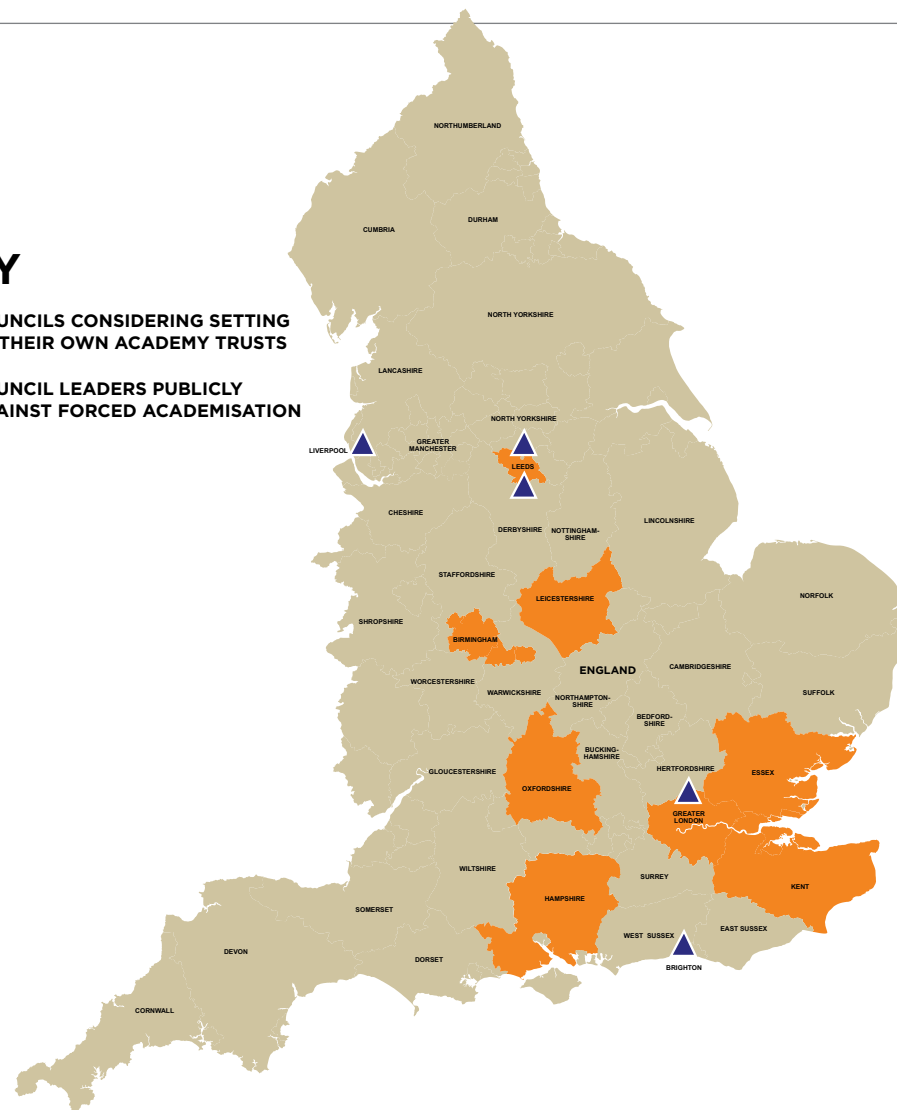 NORTHUMBERLAND
DURHAM
CUMBRIA
Y
UNCILS CONSIDERING SETTING
THEIR OWN ACADEMY TRUSTS
UNCIL LEADERS PUBLICLY
AINST FORCED ACADEMISATION
NORTH YORKSHIRE
LANCASHIRE
NORTH YORKSHIRE
GREATER
MANCHESTER
LIVERPOOL
LEEDS
CHESHIRE
DERBYSHIRE
NOTTINGHAM-
SHIRE
LINCOLNSHIRE
STAFFORDSHIRE
LEICESTERSHIRE
NORFOLK
SHROPSHIRE
BIRMINGHAM
ENGLAND
CAMBRIDGESHIRE
WORCESTERSHIRE
WARWICKSHIRE
NORTHAMPTON-
SHIRE
SUFFOLK
BEDFORD-
SHIRE
BUCKING-
HAMSHIRE
HERTFORDSHIRE
ESSEX
GLOUCESTERSHIRE
OXFORDSHIRE
GREATER
LONDON
WILTSHIRE
SURREY
KENT
HAMPSHIRE
SOMERSET
WEST SUSSEX
EAST SUSSEX
DEVON
DORSET
BRIGHTON
CORNWALL